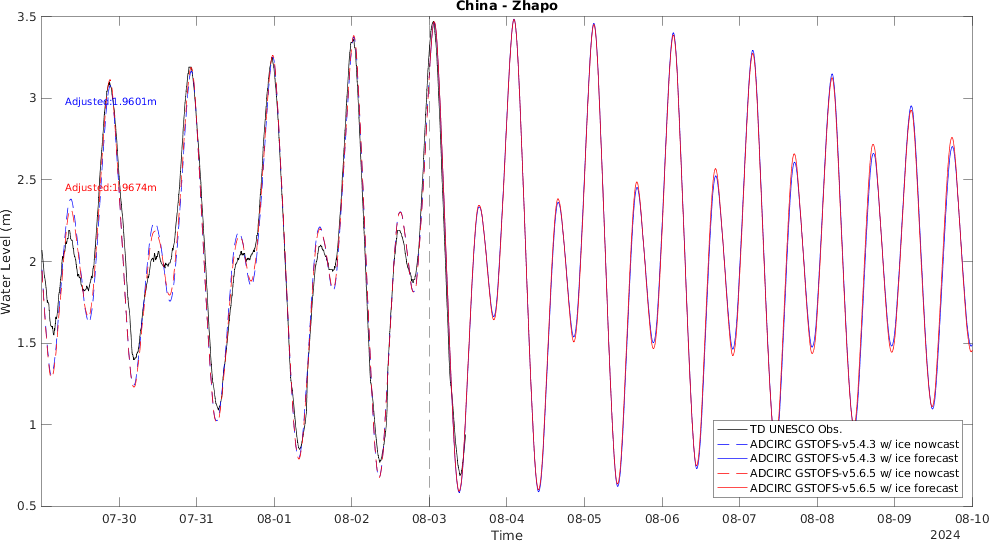 China - Zhapo
3.5
3
2.5
2
1.5
1
0.5
Water Level (m)
Adjusted:1.9601m
Adjusted:1.9674m
TD UNESCO Obs.
ADCIRC GSTOFS-v5.4.3 w/ ice nowcast
ADCIRC GSTOFS-v5.4.3 w/ ice forecast
ADCIRC GSTOFS-v5.6.5 w/ ice nowcast
ADCIRC GSTOFS-v5.6.5 w/ ice forecast
07-30 07-31 08-01 08-02 08-03 08-04 08-05 08-06 08-07 08-08 08-09 08-10
Time
2024